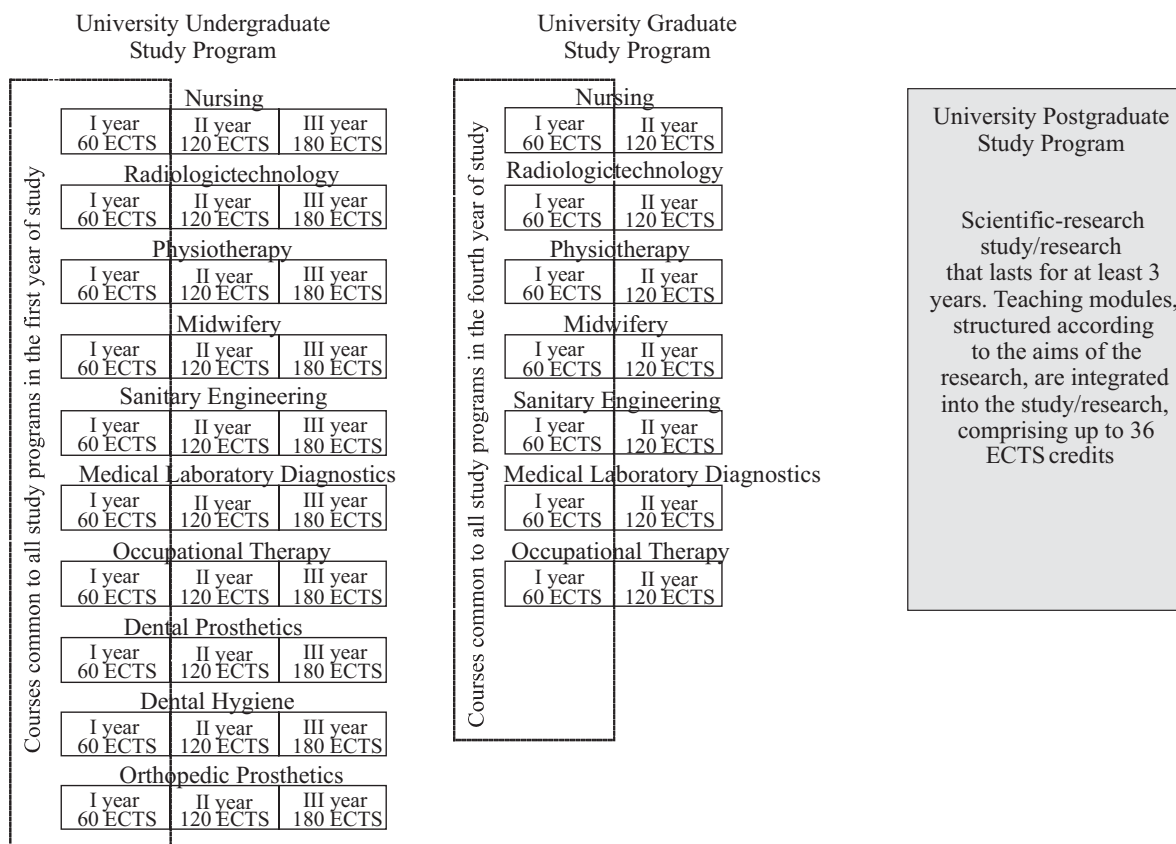 University Undergraduate
Study Program
Courses common to all study programs in the first year of study
Nursing
I year II year III year
60 ECTS 120 ECTS 180 ECTS
Radiologictechnology
I year II year III year
60 ECTS 120 ECTS 180 ECTS
Physiotherapy
I year II year III year
60 ECTS 120 ECTS 180 ECTS
Midwifery
I year II year III year
60 ECTS 120 ECTS 180 ECTS
Sanitary Engineering
I year II year III year
60 ECTS 120 ECTS 180 ECTS
Medical Laboratory Diagnostics
I year II year III year
60 ECTS 120 ECTS 180 ECTS
Occupational Therapy
I year II year III year
60 ECTS 120 ECTS 180 ECTS
Dental Prosthetics
I year II year III year
60 ECTS 120 ECTS 180 ECTS
Dental Hygiene
I year II year III year
60 ECTS 120 ECTS 180 ECTS
Orthopedic Prosthetics
I year II year III year
60 ECTS 120 ECTS 180 ECTS
University Graduate
Study Program
Courses common to all study programs in the fourth year of study
Nursing
I year II year
60 ECTS 120 ECTS
Radiologictechnology
I year II year
60 ECTS 120 ECTS
Physiotherapy
I year II year
60 ECTS 120 ECTS
Midwifery
I year II year
60 ECTS 120 ECTS
Sanitary Engineering
I year II year
60 ECTS 120 ECTS
Medical Laboratory Diagnostics
I year II year
60 ECTS 120 ECTS
Occupational Therapy
I year II year
60 ECTS 120 ECTS
University Postgraduate
Study Program
Scientific-research
study/research
that lasts for at least 3
years. Teaching modules,
structured according
to the aims of the
research, are integrated
into the study/research,
comprising up to 36
ECTS credits